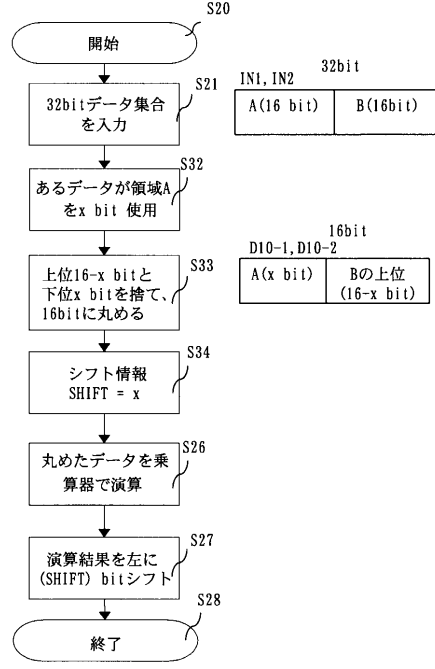 S20
開始
S21
32bitデータ集合
を入力
32bit
IN1, IN2
A(16 bit)
B(16bit)
S32
あるデータが領域A
をx bit 使用
S33
上位16-x bitと
下位x bitを捨て、
16bitに丸める
16bit
D10-1, D10-2
A(x bit)
Bの上位
(16-x bit)
S34
シフト情報
SHIFT = x
S26
丸めたデータを乗
算器で演算
S27
演算結果を左に
(SHIFT) bitシフト
S28
終了